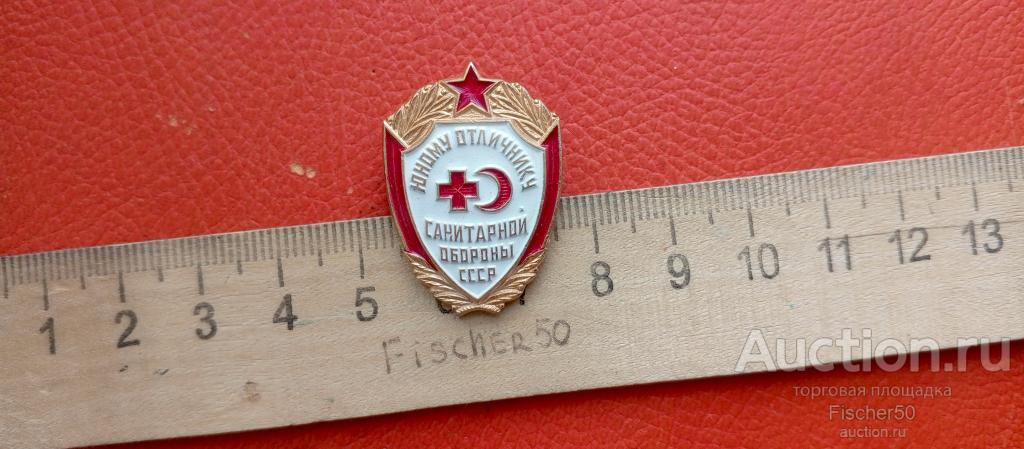 ЮНОМУ ОТЛИЧНИКУ
САНИТАРНОЙ
ОБОРОНЫ
СССР
1 2 3 4 5 8 9 10 11 12 13
Fischer50
Auction.ru
торговая площадка
Fischer50
auction.ru